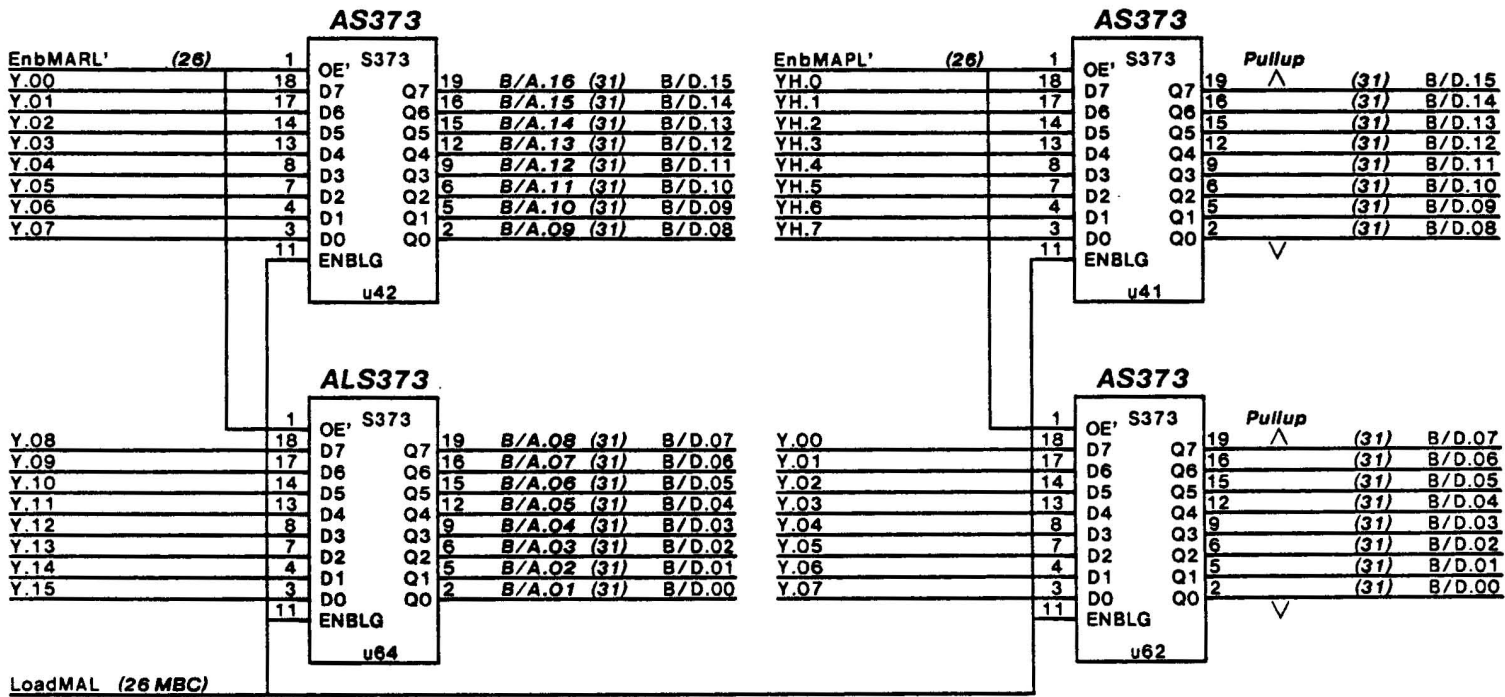 AS373 AS373
EnbMARL' (26) 1 OE' S373 EnbMAPL' (26) 1 OE' S373 Pullup
Y.00 18 D7 Q7 19 B/A.16 (31) B/D.15 YH.0 18 D7 Q7 19 (31) B/D.15
Y.01 17 D6 Q6 16 B/A.15 (31) B/D.14 YH.1 17 D6 Q6 16 (31) B/D.14
Y.02 14 D5 Q5 15 B/A.14 (31) B/D.13 YH.2 14 D5 Q5 15 (31) B/D.13
Y.03 13 D4 Q4 12 B/A.13 (31) B/D.12 YH.3 13 D4 Q4 12 (31) B/D.12
Y.04 8 D3 Q3 9 B/A.12 (31) B/D.11 YH.4 8 D3 Q3 9 (31) B/D.11
Y.05 7 D2 Q2 6 B/A.11 (31) B/D.10 YH.5 7 D2 Q2 6 (31) B/D.10
Y.06 4 D1 Q1 5 B/A.10 (31) B/D.09 YH.6 4 D1 Q1 5 (31) B/D.09
Y.07 3 D0 Q0 2 B/A.09 (31) B/D.08 YH.7 3 D0 Q0 2 (31) B/D.08
11 ENBLG 11 ENBLG
u42 u41
ALS373 AS373
1 OE' S373 1 OE' S373 Pullup
Y.08 18 D7 Q7 19 B/A.08 (31) B/D.07 Y.00 18 D7 Q7 19 (31) B/D.07
Y.09 17 D6 Q6 16 B/A.07 (31) B/D.06 Y.01 17 D6 Q6 16 (31) B/D.06
Y.10 14 D5 Q5 15 B/A.06 (31) B/D.05 Y.02 14 D5 Q5 15 (31) B/D.05
Y.11 13 D4 Q4 12 B/A.05 (31) B/D.04 Y.03 13 D4 Q4 12 (31) B/D.04
Y.12 8 D3 Q3 9 B/A.04 (31) B/D.03 Y.04 8 D3 Q3 9 (31) B/D.03
Y.13 7 D2 Q2 6 B/A.03 (31) B/D.02 Y.05 7 D2 Q2 6 (31) B/D.02
Y.14 4 D1 Q1 5 B/A.02 (31) B/D.01 Y.06 4 D1 Q1 5 (31) B/D.01
Y.15 3 D0 Q0 2 B/A.01 (31) B/D.00 Y.07 3 D0 Q0 2 (31) B/D.00
11 ENBLG 11 ENBLG
u64 u62
LoadMAL (26 MBC)